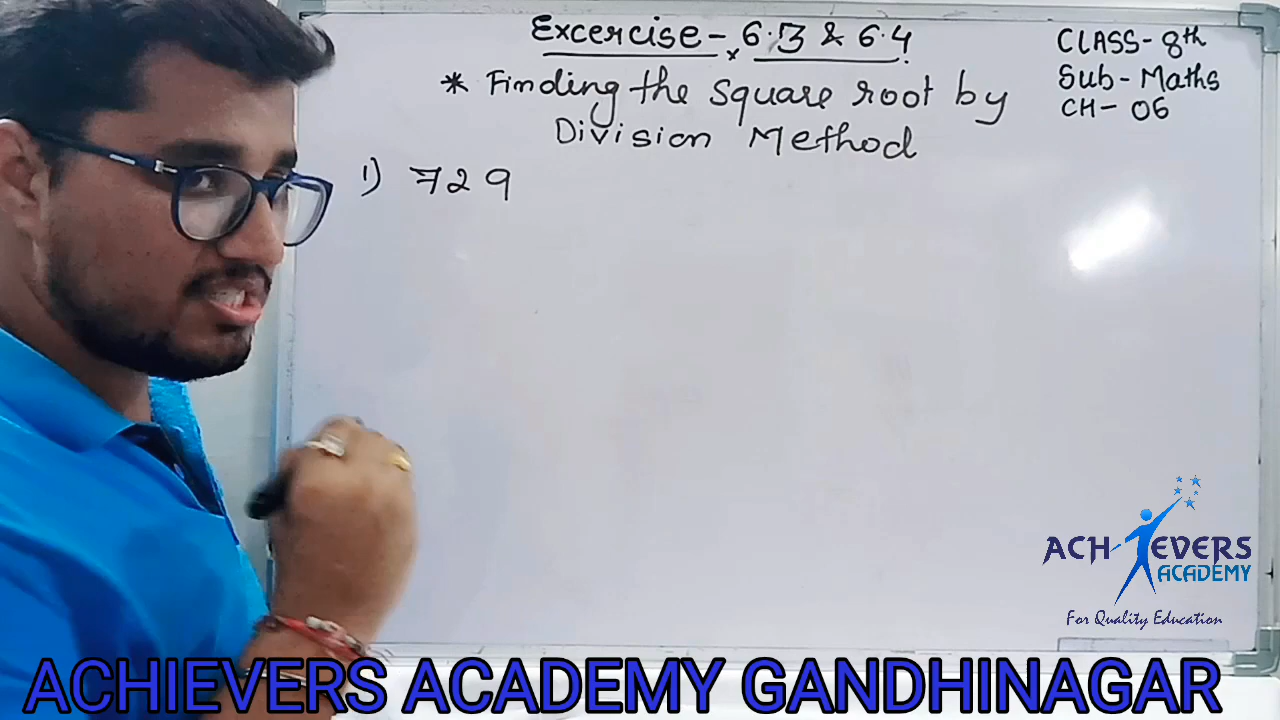 Excercise - 6.3 & 6.4
* Finding the square root by
Division Method
CLASS - 8th
Sub - Maths
CH - 06
1) 729
ACHIEVERS
ACADEMY
For Quality Education
ACHIEVERS ACADEMY GANDHINAGAR